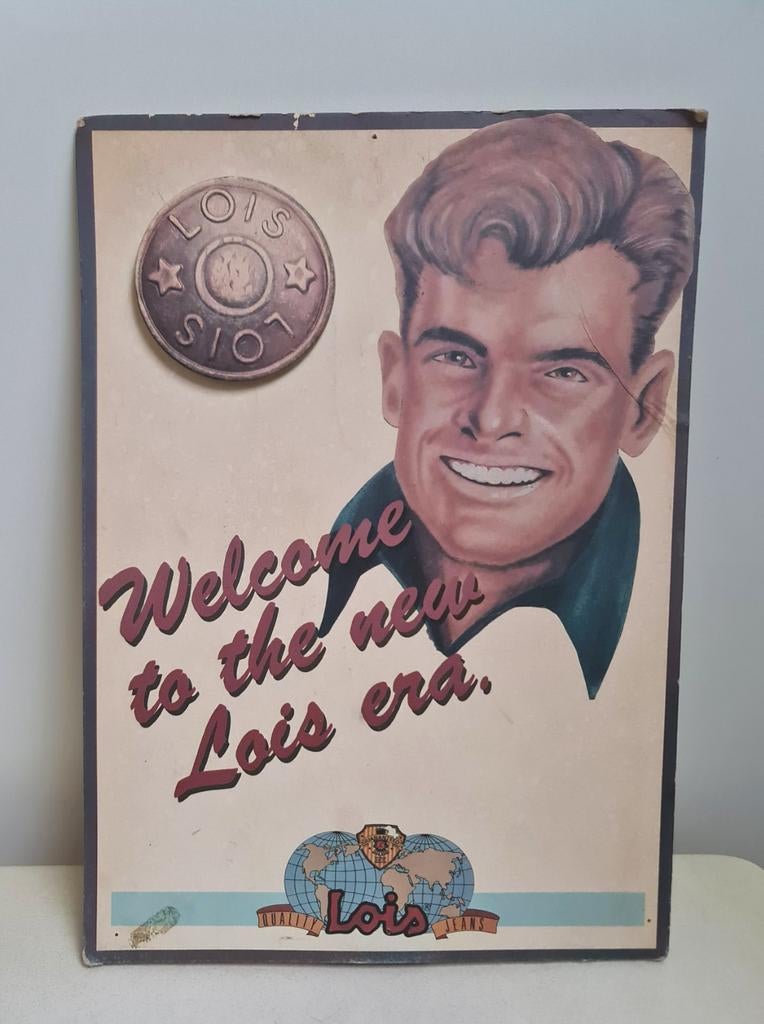 LOIS
LOIS
Welcome
to the new
Lois era.
QUALITY Lois JEANS